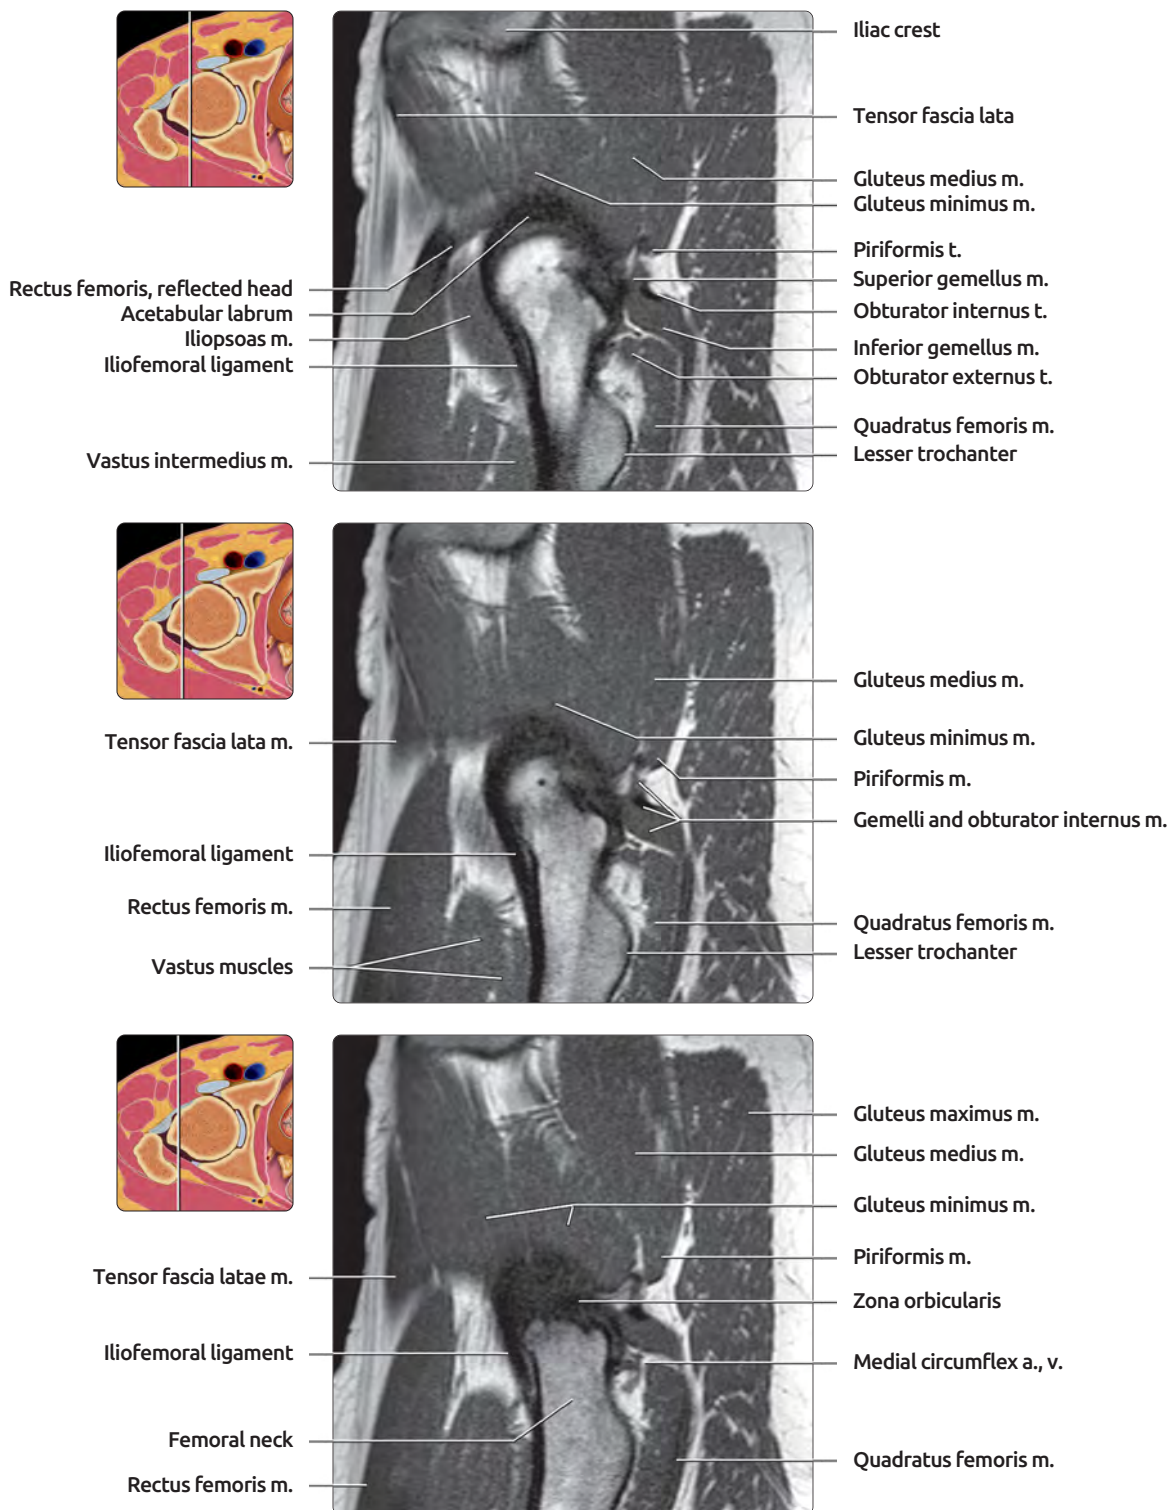 Iliac crest
Tensor fascia lata
Gluteus medius m.
Gluteus minimus m.
Piriformis t.
Superior gemellus m.
Obturator internus t.
Inferior gemellus m.
Obturator externus t.
Quadratus femoris m.
Lesser trochanter
Rectus femoris, reflected head
Acetabular labrum
Iliopsoas m.
Iliofemoral ligament
Vastus intermedius m.
Gluteus medius m.
Gluteus minimus m.
Piriformis m.
Gemelli and obturator internus m.
Quadratus femoris m.
Lesser trochanter
Tensor fascia lata m.
Iliofemoral ligament
Rectus femoris m.
Vastus muscles
Gluteus maximus m.
Gluteus medius m.
Gluteus minimus m.
Piriformis m.
Zona orbicularis
Medial circumflex a., v.
Quadratus femoris m.
Tensor fascia latae m.
Iliofemoral ligament
Femoral neck
Rectus femoris m.